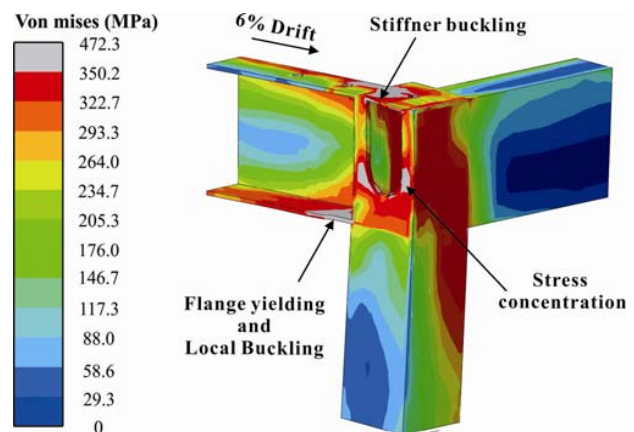 Von mises (MPa)
472.3
350.2
322.7
293.3
264.0
234.7
205.3
176.0
146.7
117.3
88.0
58.6
29.3
0
6% Drift
Stiffner buckling
Stress
concentration
Flange yielding
and
Local Buckling